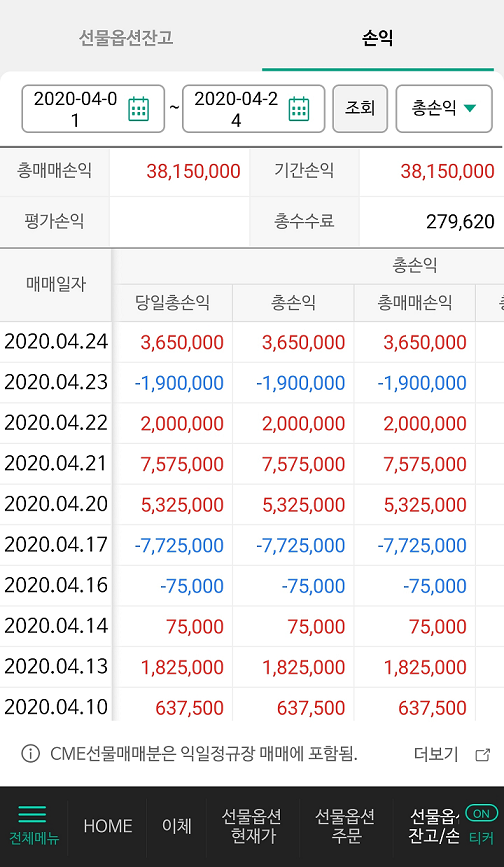 선물옵션잔고 손익
2020-04-0 ~ 2020-04-2 조회 총손익
1 4
총매매손익 38,150,000 기간손익 38,150,000
평가손익 총수수료 279,620
매매일자 총손익
당일총손익 총손익 총매매손익
2020.04.24 3,650,000 3,650,000 3,650,000
2020.04.23 -1,900,000 -1,900,000 -1,900,000
2020.04.22 2,000,000 2,000,000 2,000,000
2020.04.21 7,575,000 7,575,000 7,575,000
2020.04.20 5,325,000 5,325,000 5,325,000
2020.04.17 -7,725,000 -7,725,000 -7,725,000
2020.04.16 -75,000 -75,000 -75,000
2020.04.14 75,000 75,000 75,000
2020.04.13 1,825,000 1,825,000 1,825,000
2020.04.10 637,500 637,500 637,500
CME선물매매분은 익일정규장 매매에 포함됨. 더보기
전체메뉴 HOME 이체 선물옵션 선물옵션 선물옵션 ON
현재가 주문 잔고/손 티커